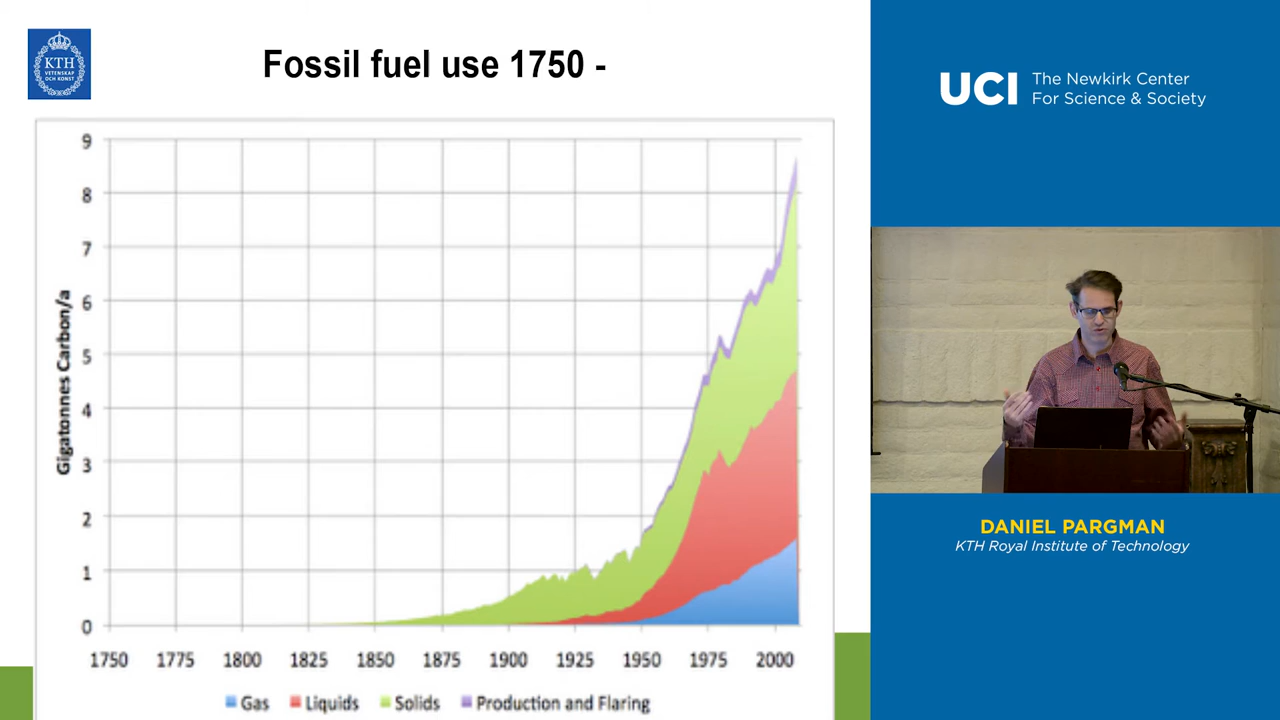 KTH
VETENSKAP
OCH KONST
Fossil fuel use 1750 -
Gigatonnes Carbon/a
9
8
7
6
5
4
3
2
1
0
1750 1775 1800 1825 1850 1875 1900 1925 1950 1975 2000
Gas Liquids Solids Production and Flaring
UCI
The Newkirk Center
For Science & Society
DANIEL PARGMAN
KTH Royal Institute of Technology